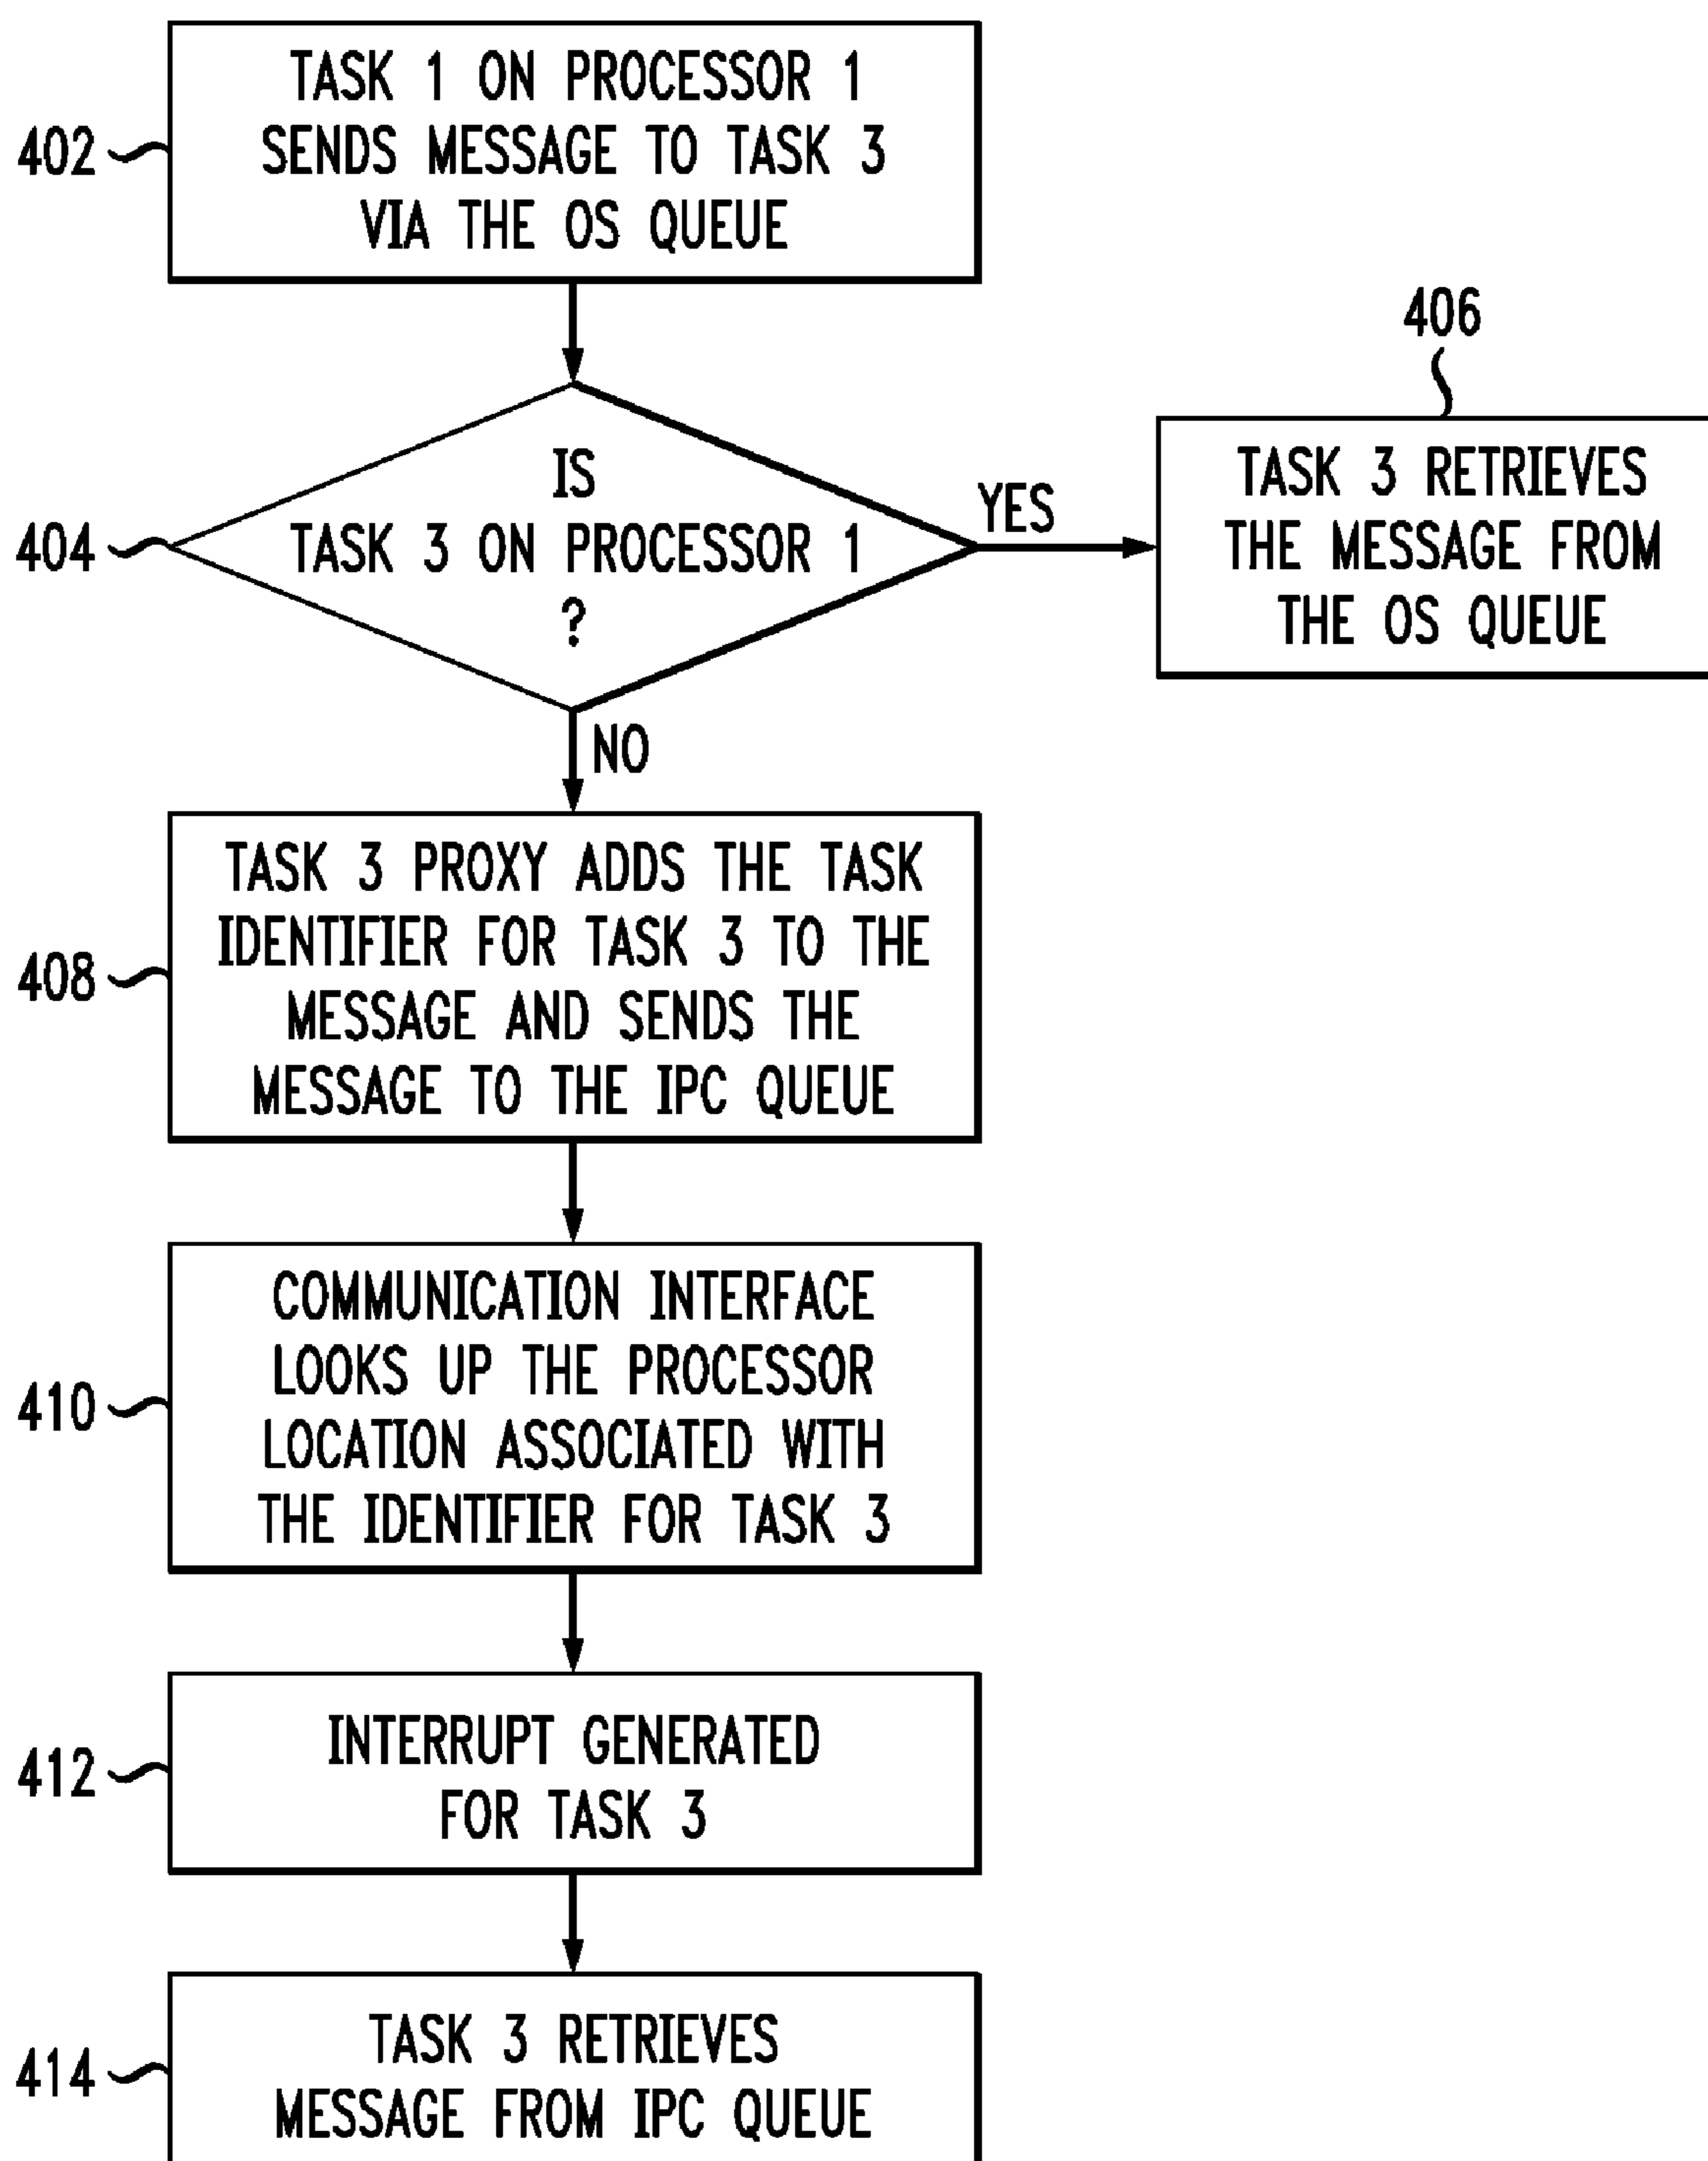 402
TASK 1 ON PROCESSOR 1
SENDS MESSAGE TO TASK 3
VIA THE OS QUEUE
404
IS
TASK 3 ON PROCESSOR 1
?
YES
406
TASK 3 RETRIEVES
THE MESSAGE FROM
THE OS QUEUE
NO
408
TASK 3 PROXY ADDS THE TASK
IDENTIFIER FOR TASK 3 TO THE
MESSAGE AND SENDS THE
MESSAGE TO THE IPC QUEUE
410
COMMUNICATION INTERFACE
LOOKS UP THE PROCESSOR
LOCATION ASSOCIATED WITH
THE IDENTIFIER FOR TASK 3
412
INTERRUPT GENERATED
FOR TASK 3
414
TASK 3 RETRIEVES
MESSAGE FROM IPC QUEUE